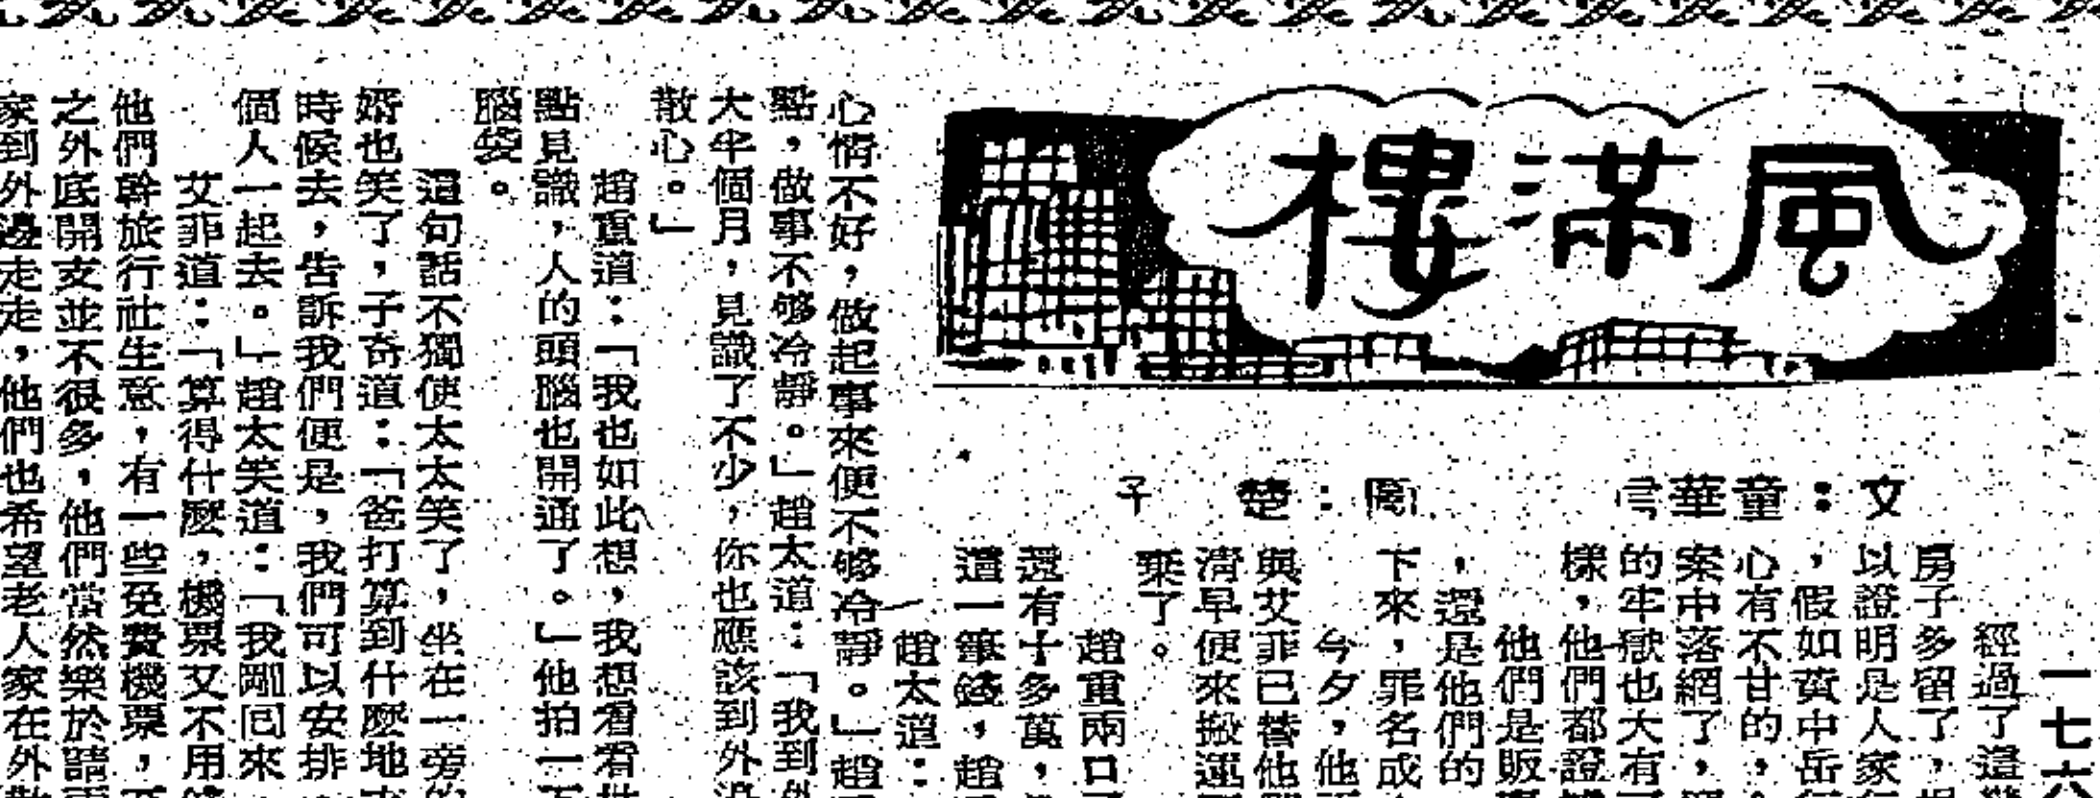 風滿樓
文：童華
圖：楚子
一七六
經過了這
房子多留了，
以證明是人家
，假如黃中岳
心有不甘的，
案中落網了，
的牢獄也大有
樣，他們都證
他們是販
，還是他們的
下來，罪名成
今夕，他
與艾菲已替他
清早便來搬運
棄了。
趙重兩口
還有十多萬，
這一筆錢，趙
趙太道：
心情不好，做起事來便不够冷靜。」趙
點，做事不够冷靜。」趙太道：「我到外
大半個月，見識了不少，你也應該到外
散心。」
趙重道：「我也如此想，我想看看世
點見識，人的頭腦也開通了。」他拍一下
腦袋。
這句話不獨使太太笑了，坐在一旁的
婿也笑了，子奇道：「爸打算到什麼地
時候去，告訴我們便是，我們可以安排
個人一起去。」趙太笑道：「我剛回來
艾菲道：「算得什麼，機票又不用
他們幹旅行社生意，有一些免費機票，
之外底開支並不很多，他們當然樂於請
家到外邊走走，他們也希望老人家在外